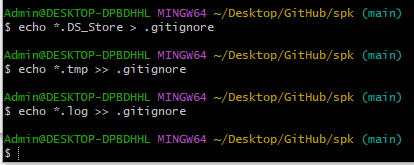 Admin@DESKTOP-DPBDHHL MINGW64 ~/Desktop/GitHub/spk (main)
$ echo *.DS_Store > .gitignore
Admin@DESKTOP-DPBDHHL MINGW64 ~/Desktop/GitHub/spk (main)
$ echo *.tmp >> .gitignore
Admin@DESKTOP-DPBDHHL MINGW64 ~/Desktop/GitHub/spk (main)
$ echo *.log >> .gitignore
Admin@DESKTOP-DPBDHHL MINGW64 ~/Desktop/GitHub/spk (main)
$